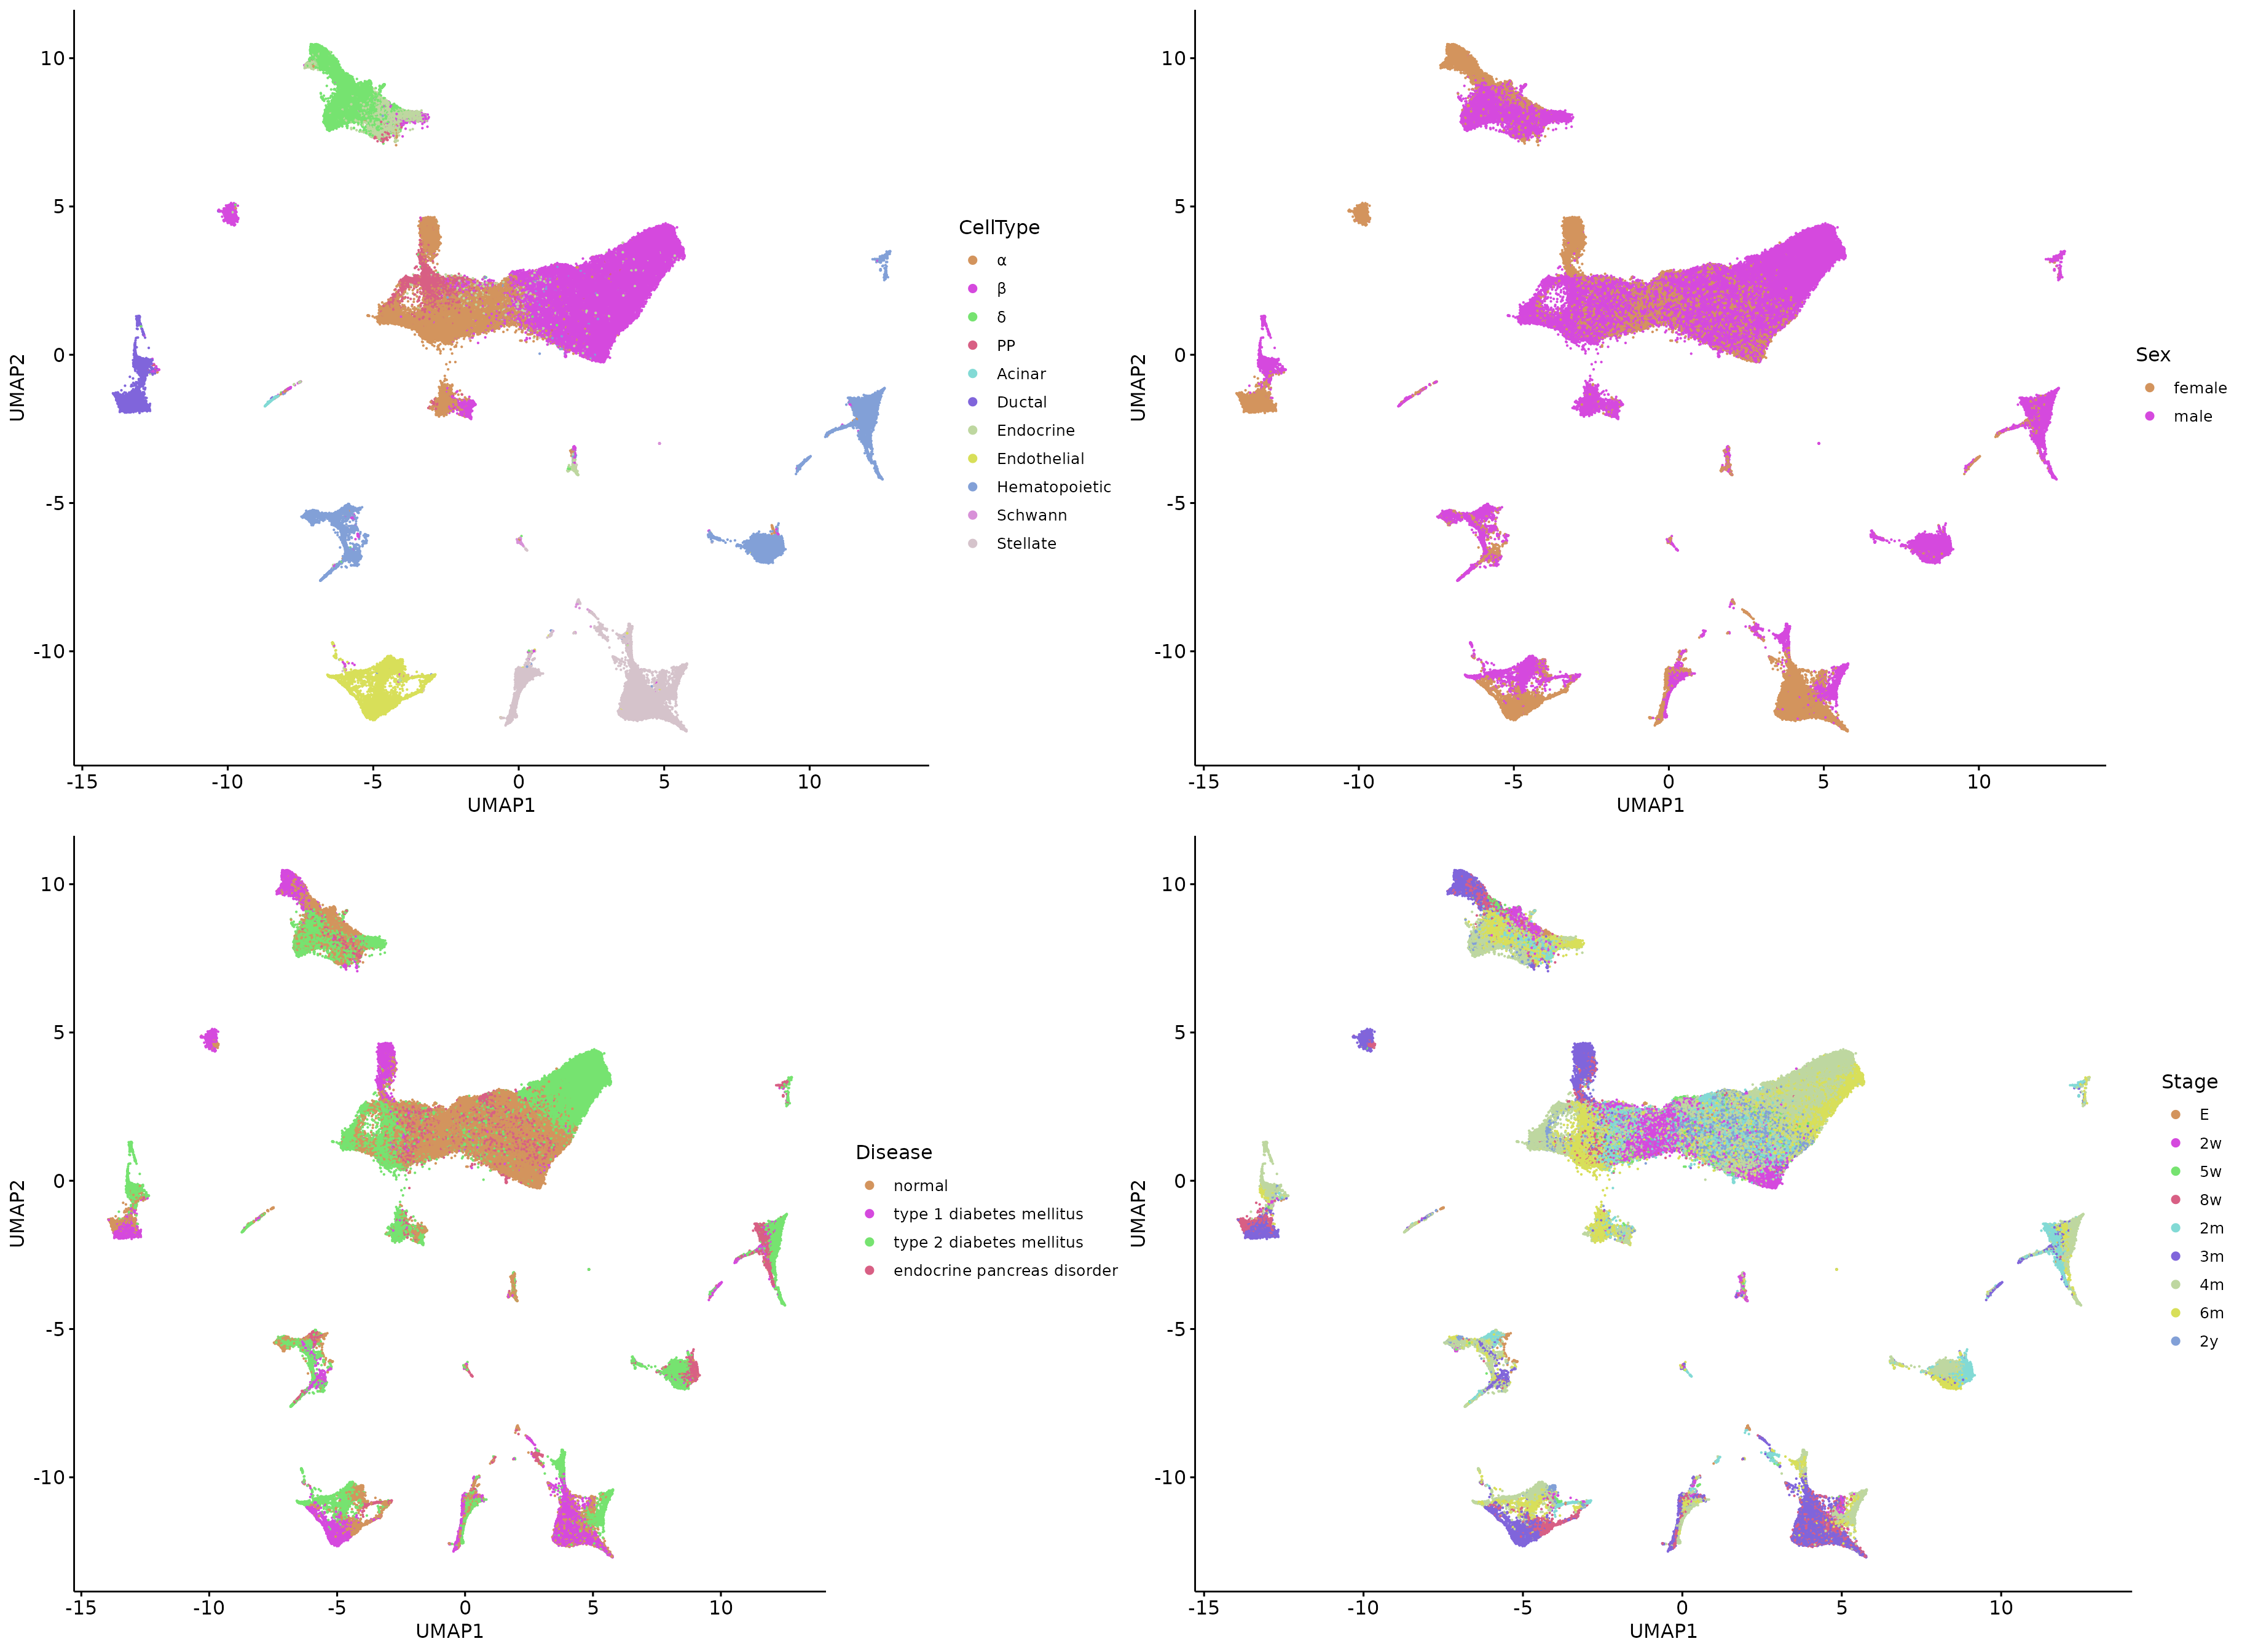 10
5
0
-5
-10
UMAP2
-15 -10 -5 0 5 10
UMAP1
CellType
α
β
δ
PP
Acinar
Ductal
Endocrine
Endothelial
Hematopoietic
Schwann
Stellate
10
5
0
-5
-10
UMAP2
-15 -10 -5 0 5 10
UMAP1
Sex
female
male
10
5
0
-5
-10
UMAP2
-15 -10 -5 0 5 10
UMAP1
Disease
normal
type 1 diabetes mellitus
type 2 diabetes mellitus
endocrine pancreas disorder
10
5
0
-5
-10
UMAP2
-15 -10 -5 0 5 10
UMAP1
Stage
E
2w
5w
8w
2m
3m
4m
6m
2y